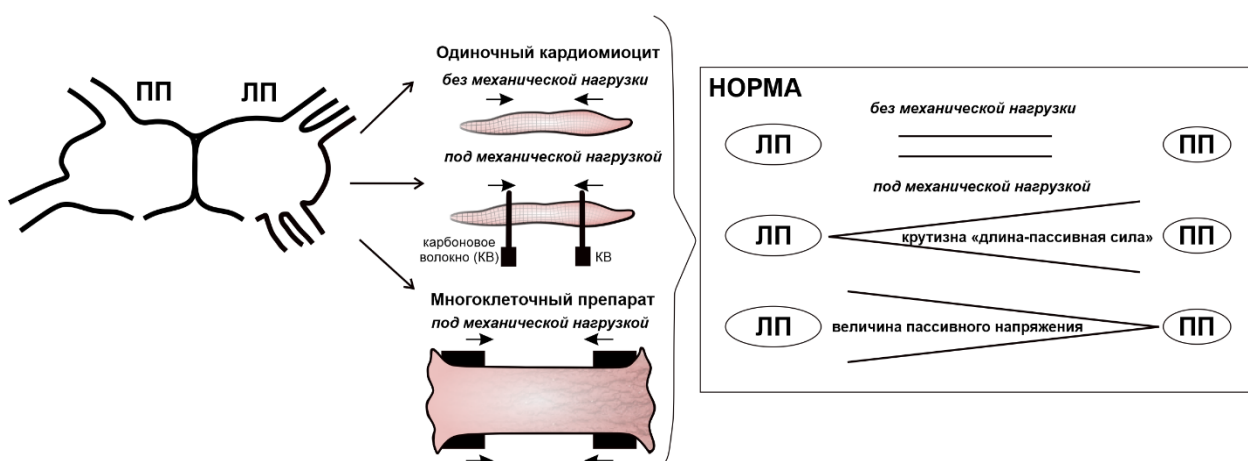 ПП
ЛП
Одиночный кардиомиоцит
без механической нагрузки
под механической нагрузкой
карбоновое
волокно (КВ)
КВ
Многоклеточный препарат
под механической нагрузкой
НОРМА
без механической нагрузки
ЛП
ПП
под механической нагрузкой
ЛП
крутизна «длина-пассивная сила»
ПП
ЛП
величина пассивного напряжения
ПП